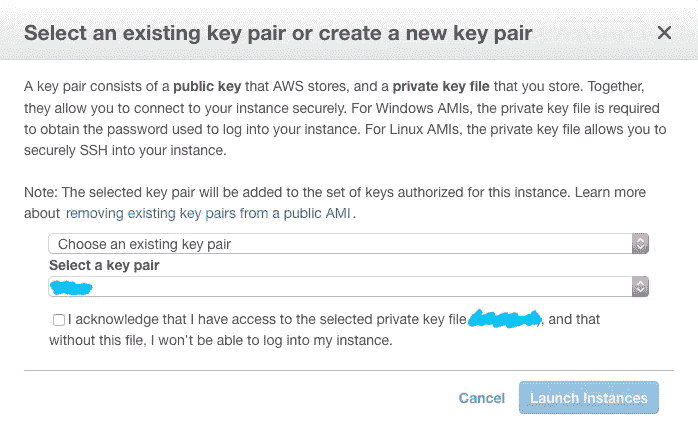 Select an existing key pair or create a new key pair
A key pair consists of a public key that AWS stores, and a private key file that you store. Together,
they allow you to connect to your instance securely. For Windows AMIs, the private key file is required
to obtain the password used to log into your instance. For Linux AMIs, the private key file allows you to
securely SSH into your instance.
Note: The selected key pair will be added to the set of keys authorized for this instance. Learn more
about removing existing key pairs from a public AMI.
Choose an existing key pair
Select a key pair
I acknowledge that I have access to the selected private key file , and that
without this file, I won't be able to log into my instance.
Cancel Launch Instances